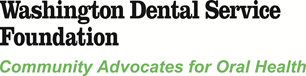 Washington Dental Service
Foundation
Community Advocates for Oral Health